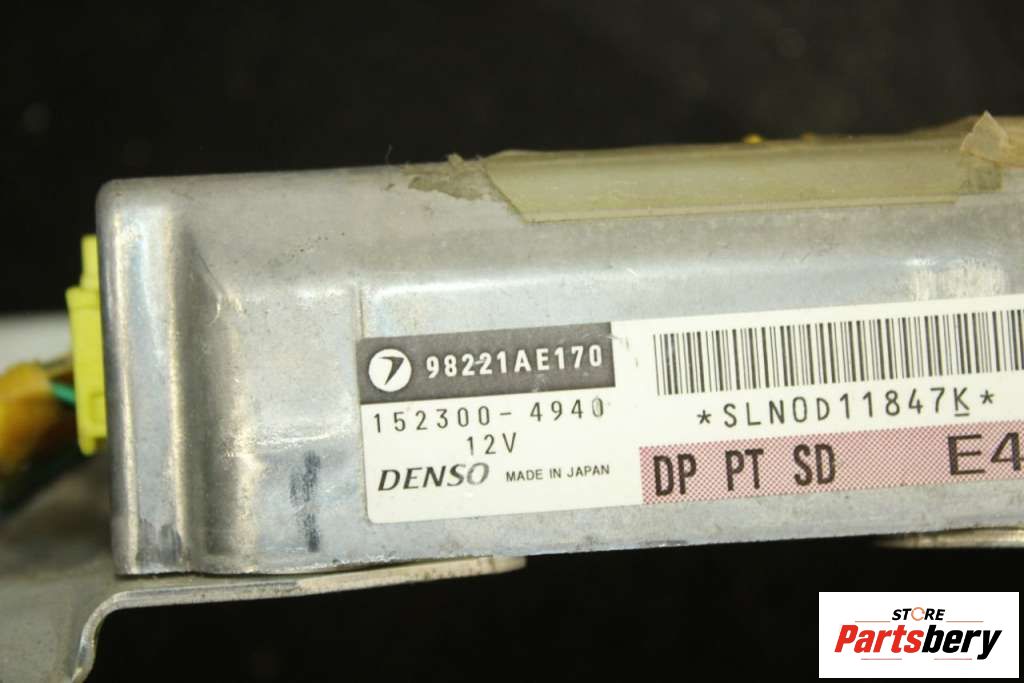 98221AE170
152300-4940
12V
DENSO MADE IN JAPAN
*SLN0D11847K*
DP PT SD E4
STORE
Partsbery